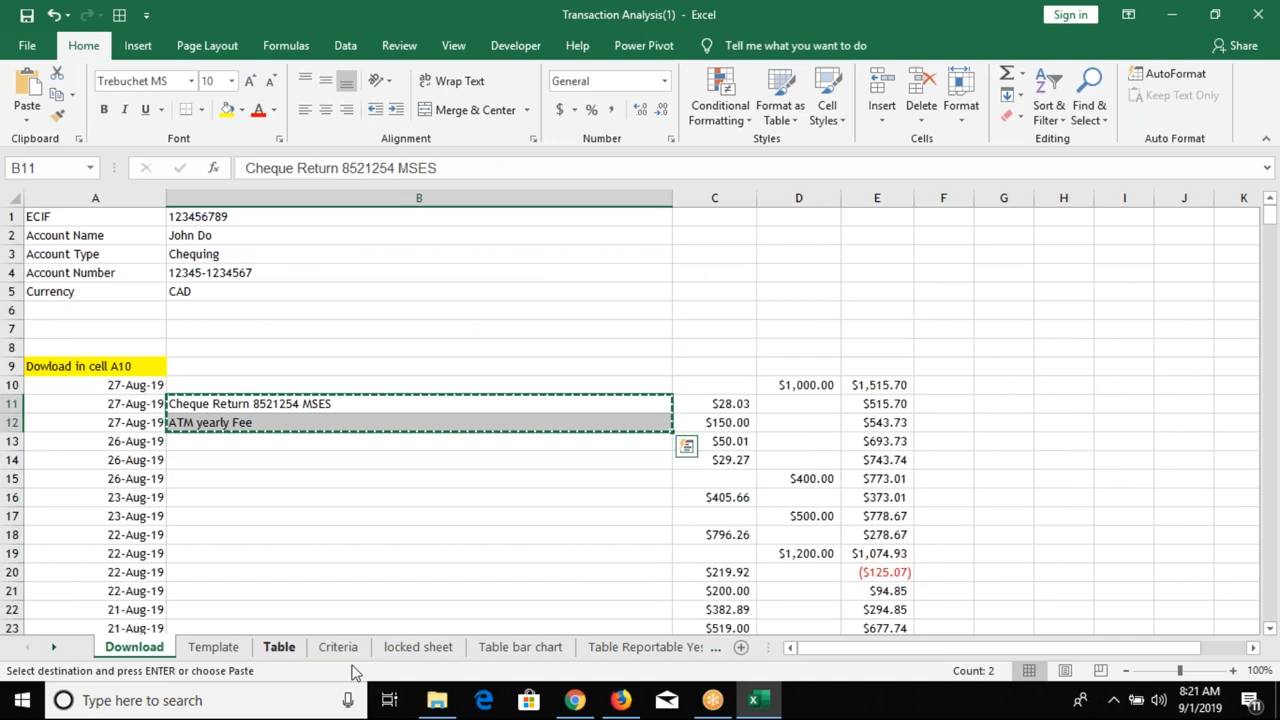 Transaction Analysis(1) - Excel
Sign in
File Home Insert Page Layout Formulas Data Review View Developer Help Power Pivot Tell me what you want to do Share
Paste
Trebuchet MS 10
B I U
Wrap Text
Merge & Center
General
$ % ,
Conditional Formatting
Format as Table
Cell Styles
Insert Delete Format
Sort & Filter
Find & Select
AutoFormat
Keep Text Only
Clipboard Font Alignment Number Styles Cells Editing Auto Format
B11 fx Cheque Return 8521254 MSES
A B C D E F G H I J K
1 ECIF 123456789
2 Account Name John Do
3 Account Type Chequing
4 Account Number 12345-1234567
5 Currency CAD
6
7
8
9 Dowload in cell A10
10 27-Aug-19 $1,000.00 $1,515.70
11 27-Aug-19 Cheque Return 8521254 MSES $28.03 $515.70
12 27-Aug-19 ATM yearly Fee $150.00 $543.73
13 26-Aug-19 $50.01 $693.73
14 26-Aug-19 $29.27 $743.74
15 26-Aug-19 $400.00 $773.01
16 23-Aug-19 $405.66 $373.01
17 23-Aug-19 $500.00 $778.67
18 22-Aug-19 $796.26 $278.67
19 22-Aug-19 $1,200.00 $1,074.93
20 22-Aug-19 $219.92 ($125.07)
21 22-Aug-19 $200.00 $94.85
22 21-Aug-19 $382.89 $294.85
23 21-Aug-19 $519.00 $677.74
Download Template Table Criteria locked sheet Table bar chart Table Reportable Yes ...
Select destination and press ENTER or choose Paste Count: 2 100%
Type here to search
8:21 AM
9/1/2019
11